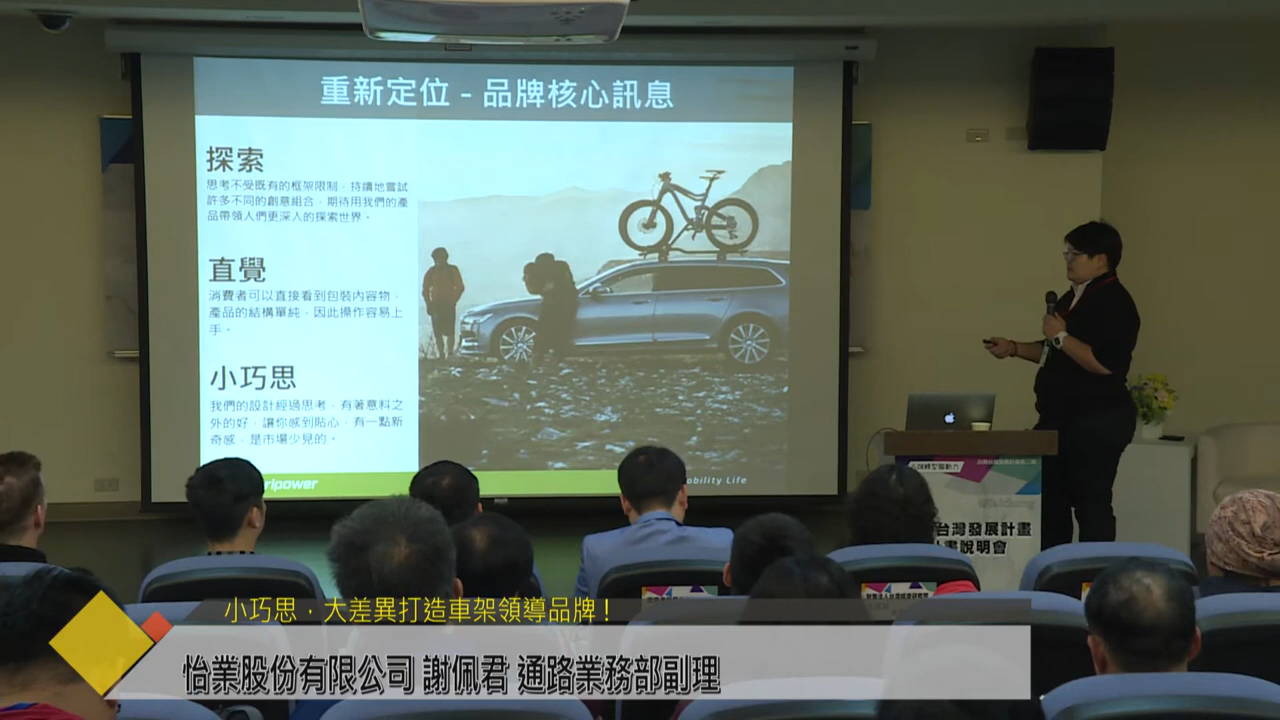 重新定位 - 品牌核心訊息
探索
思考不受既有的框架限制，持續地嘗試
許多不同的創意組合，期待用我們的產
品帶領人們更深入的探索世界。
直覺
消費者可以直接看到包裝內容物，
產品的結構單純，因此操作容易上
手。
小巧思
我們的設計經過思考，有著意料之
外的好，讓你感到貼心，有一點新
奇感，是市場少見的。
ripower
obility Life
台灣發展計畫
畫說明會
小巧思，大差異打造車架領導品牌！
怡業股份有限公司 謝佩君 通路業務部副理